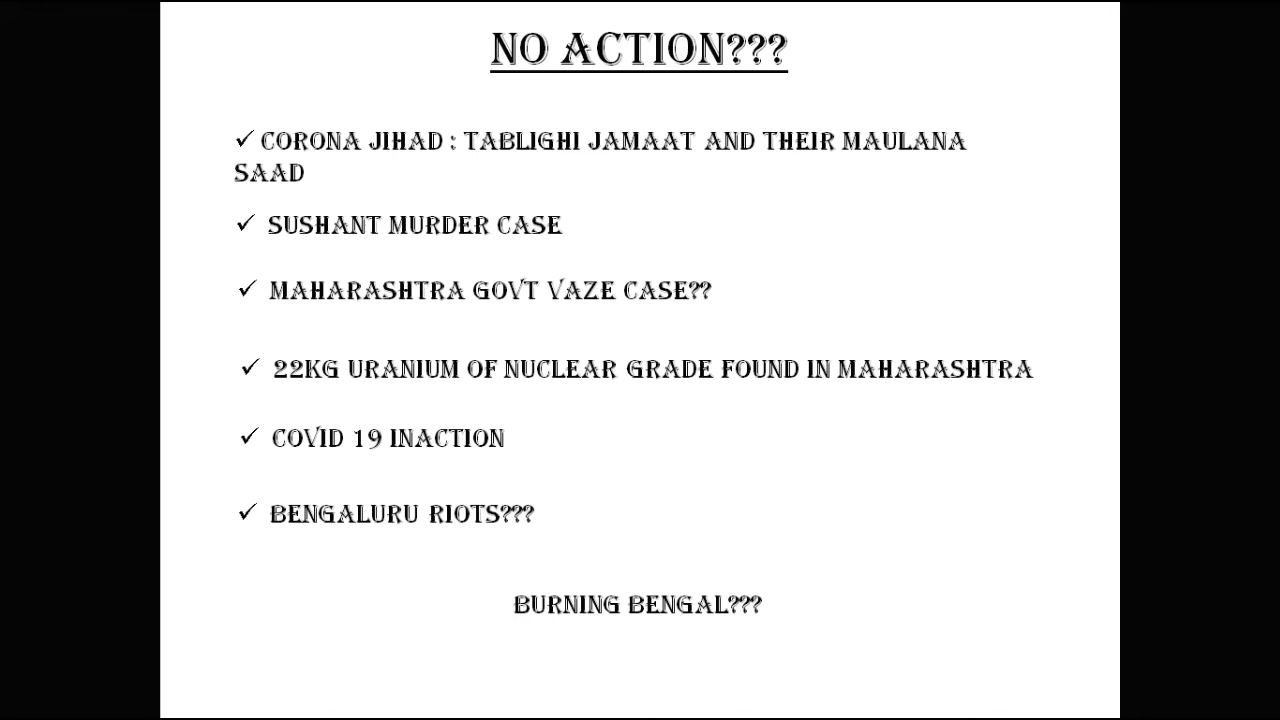 NO ACTION???
✓ CORONA JIHAD : TABLIGHI JAMAAT AND THEIR MAULANA
SAAD
✓ SUSHANT MURDER CASE
✓ MAHARASHTRA GOVT VAZE CASE??
✓ 22KG URANIUM OF NUCLEAR GRADE FOUND IN MAHARASHTRA
✓ COVID 19 INACTION
✓ BENGALURU RIOTS???
BURNING BENGAL???